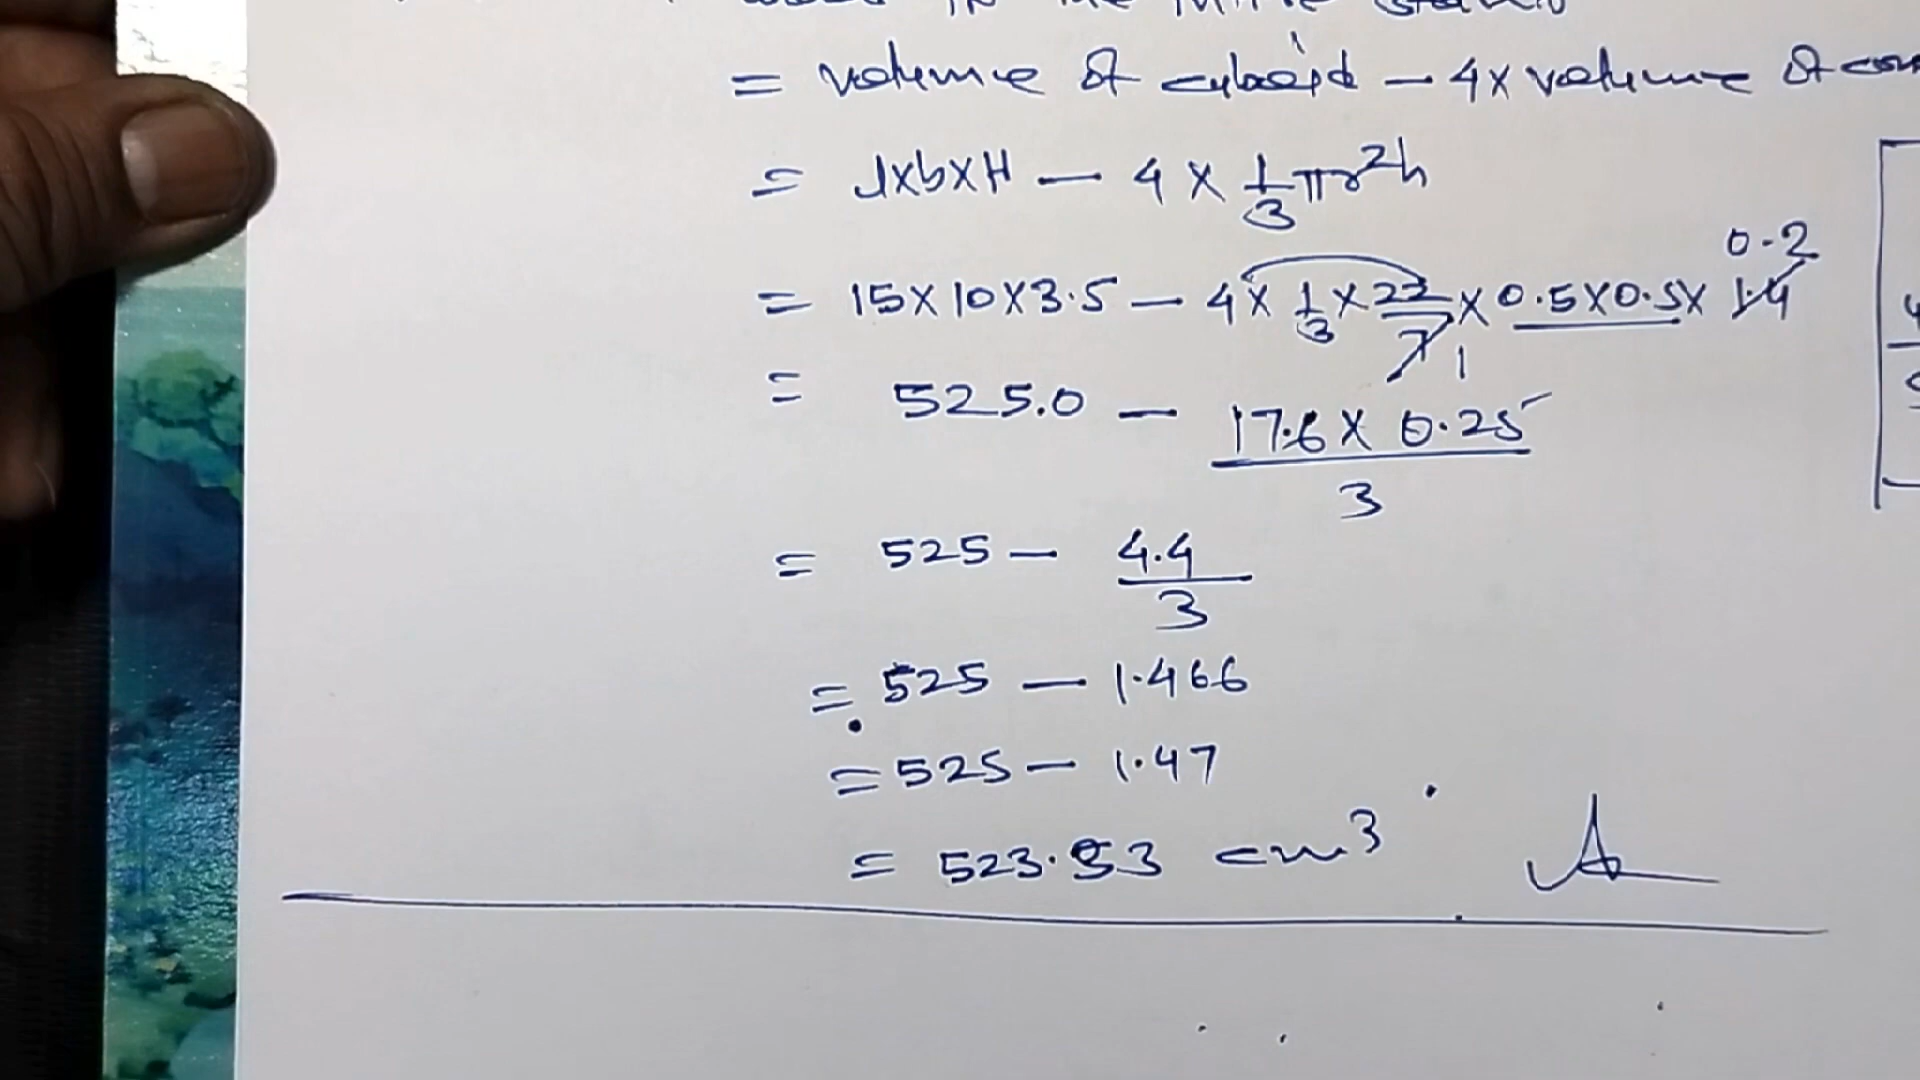 = volume of cuboid - 4 x volume of
= l x b x H - 4 x 1/3 πr²h
0.2
= 15 x 10 x 3.5 - 4 x 1/3 x 22/7 x 0.5 x 0.5 x 1.4
1
= 525.0 - 17.6 x 0.25 / 3
= 525 - 4.4 / 3
= 525 - 1.466
= 525 - 1.47
= 523.53 cm³